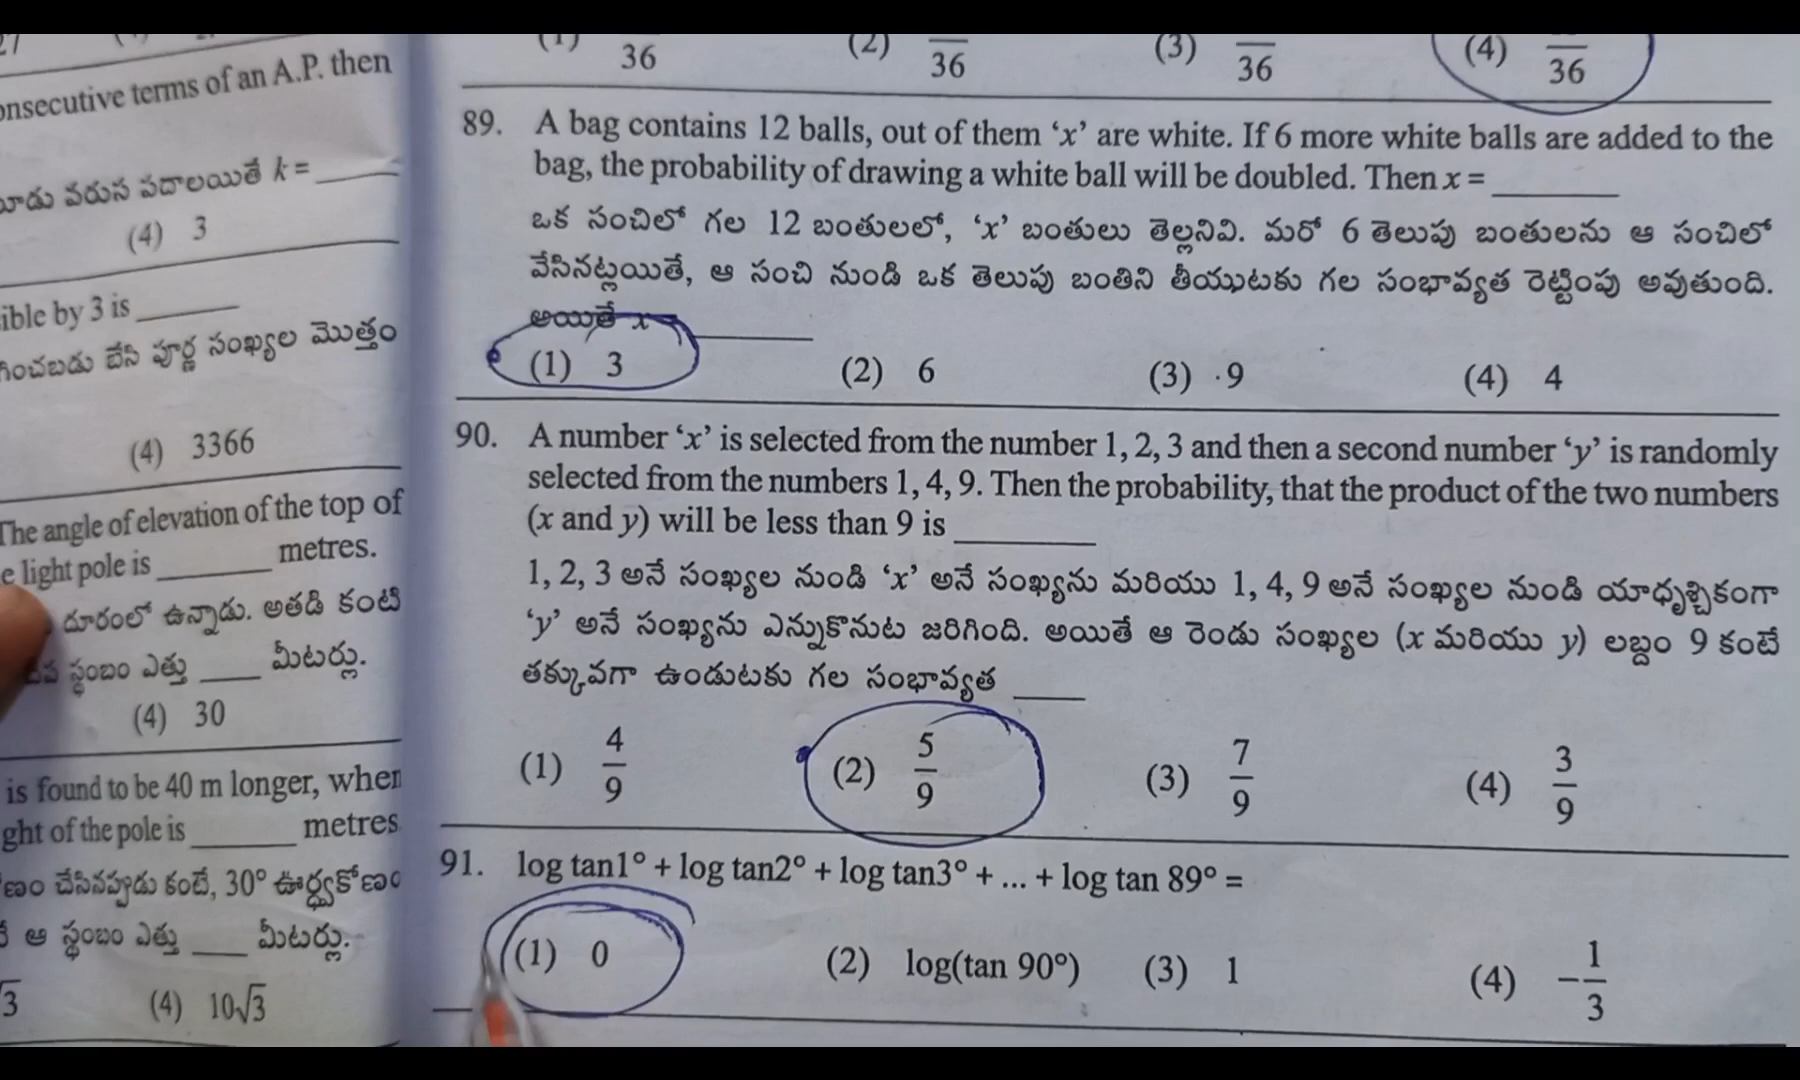 onsecutive terms of an A.P. then
మూడు వరుస పదాలయితే k = ____
(4) 3
ible by 3 is ____
గించబడు బేసి పూర్ణ సంఖ్యల మొత్తం
(4) 3366
The angle of elevation of the top of
e light pole is ____ metres.
దూరంలో ఉన్నాడు. అతడి కంటి
స్థంబం ఎత్తు ____ మీటర్లు.
(4) 30
is found to be 40 m longer, when
ght of the pole is ____ metres
ణం చేసినప్పుడు కంటే, 30° ఊర్ధ్వకోణం
ఆ స్థంబం ఎత్తు ____ మీటర్లు.
(4) 10√3
(1) 36 (2) 36 (3) 36 (4) 36
89. A bag contains 12 balls, out of them ‘x’ are white. If 6 more white balls are added to the
bag, the probability of drawing a white ball will be doubled. Then x = ____
ఒక సంచిలో గల 12 బంతులలో, ‘x’ బంతులు తెల్లనివి. మరో 6 తెలుపు బంతులను ఆ సంచిలో
వేసినట్లయితే, ఆ సంచి నుండి ఒక తెలుపు బంతిని తీయుటకు గల సంభావ్యత రెట్టింపు అవుతుంది.
అయితే x = ____
(1) 3 (2) 6 (3) 9 (4) 4
90. A number ‘x’ is selected from the number 1, 2, 3 and then a second number ‘y’ is randomly
selected from the numbers 1, 4, 9. Then the probability, that the product of the two numbers
(x and y) will be less than 9 is ____
1, 2, 3 అనే సంఖ్యల నుండి ‘x’ అనే సంఖ్యను మరియు 1, 4, 9 అనే సంఖ్యల నుండి యాధృచ్ఛికంగా
‘y’ అనే సంఖ్యను ఎన్నుకొనుట జరిగింది. అయితే ఆ రెండు సంఖ్యల (x మరియు y) లబ్దం 9 కంటే
తక్కువగా ఉండుటకు గల సంభావ్యత ____
(1) 4/9 (2) 5/9 (3) 7/9 (4) 3/9
91. log tan1° + log tan2° + log tan3° + ... + log tan 89° =
(1) 0 (2) log(tan 90°) (3) 1 (4) -1/3